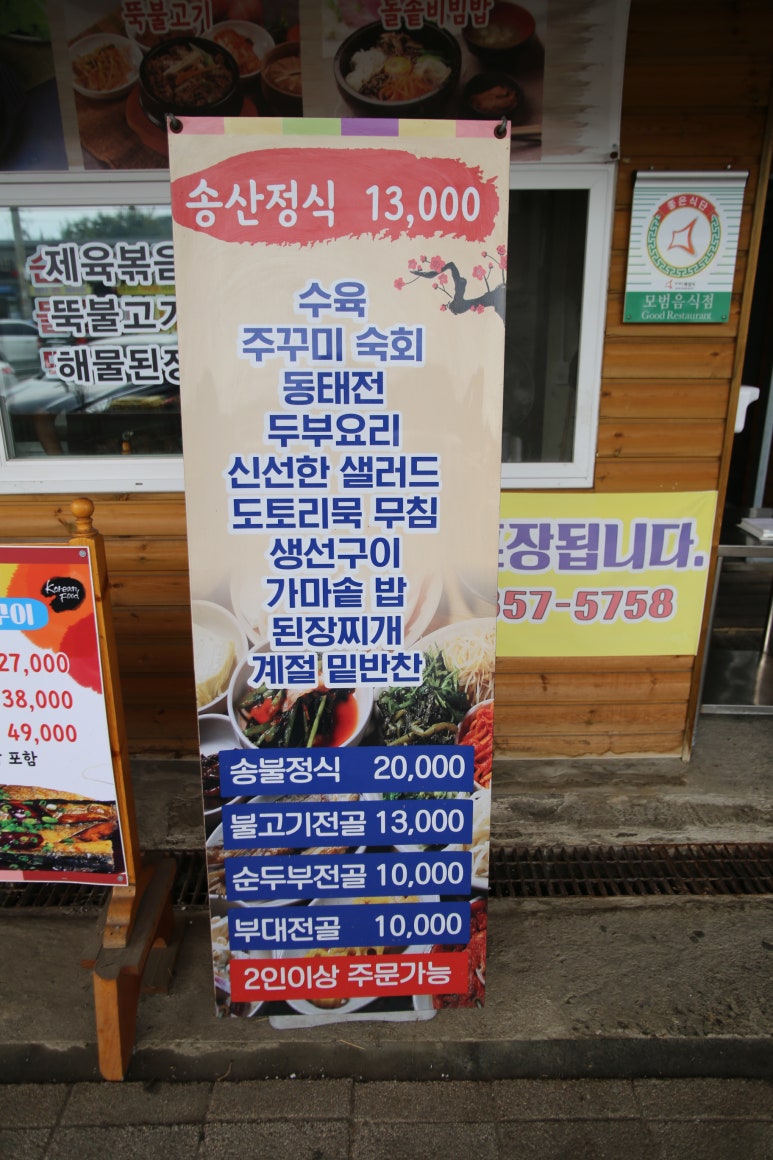 뚝불고기
돌솥비빔밥
송산정식 13,000
수육
주꾸미 숙회
동태전
두부요리
신선한 샐러드
도토리묵 무침
생선구이
가마솥 밥
된장찌개
계절 밑반찬
송불정식 20,000
불고기전골 13,000
순두부전골 10,000
부대전골 10,000
2인이상 주문가능
제육볶음
뚝불고기
해물된장
좋은식단
모범음식점
Good Restaurant
장됩니다.
357-5758
Korean
Food
구이
27,000
38,000
49,000
포함